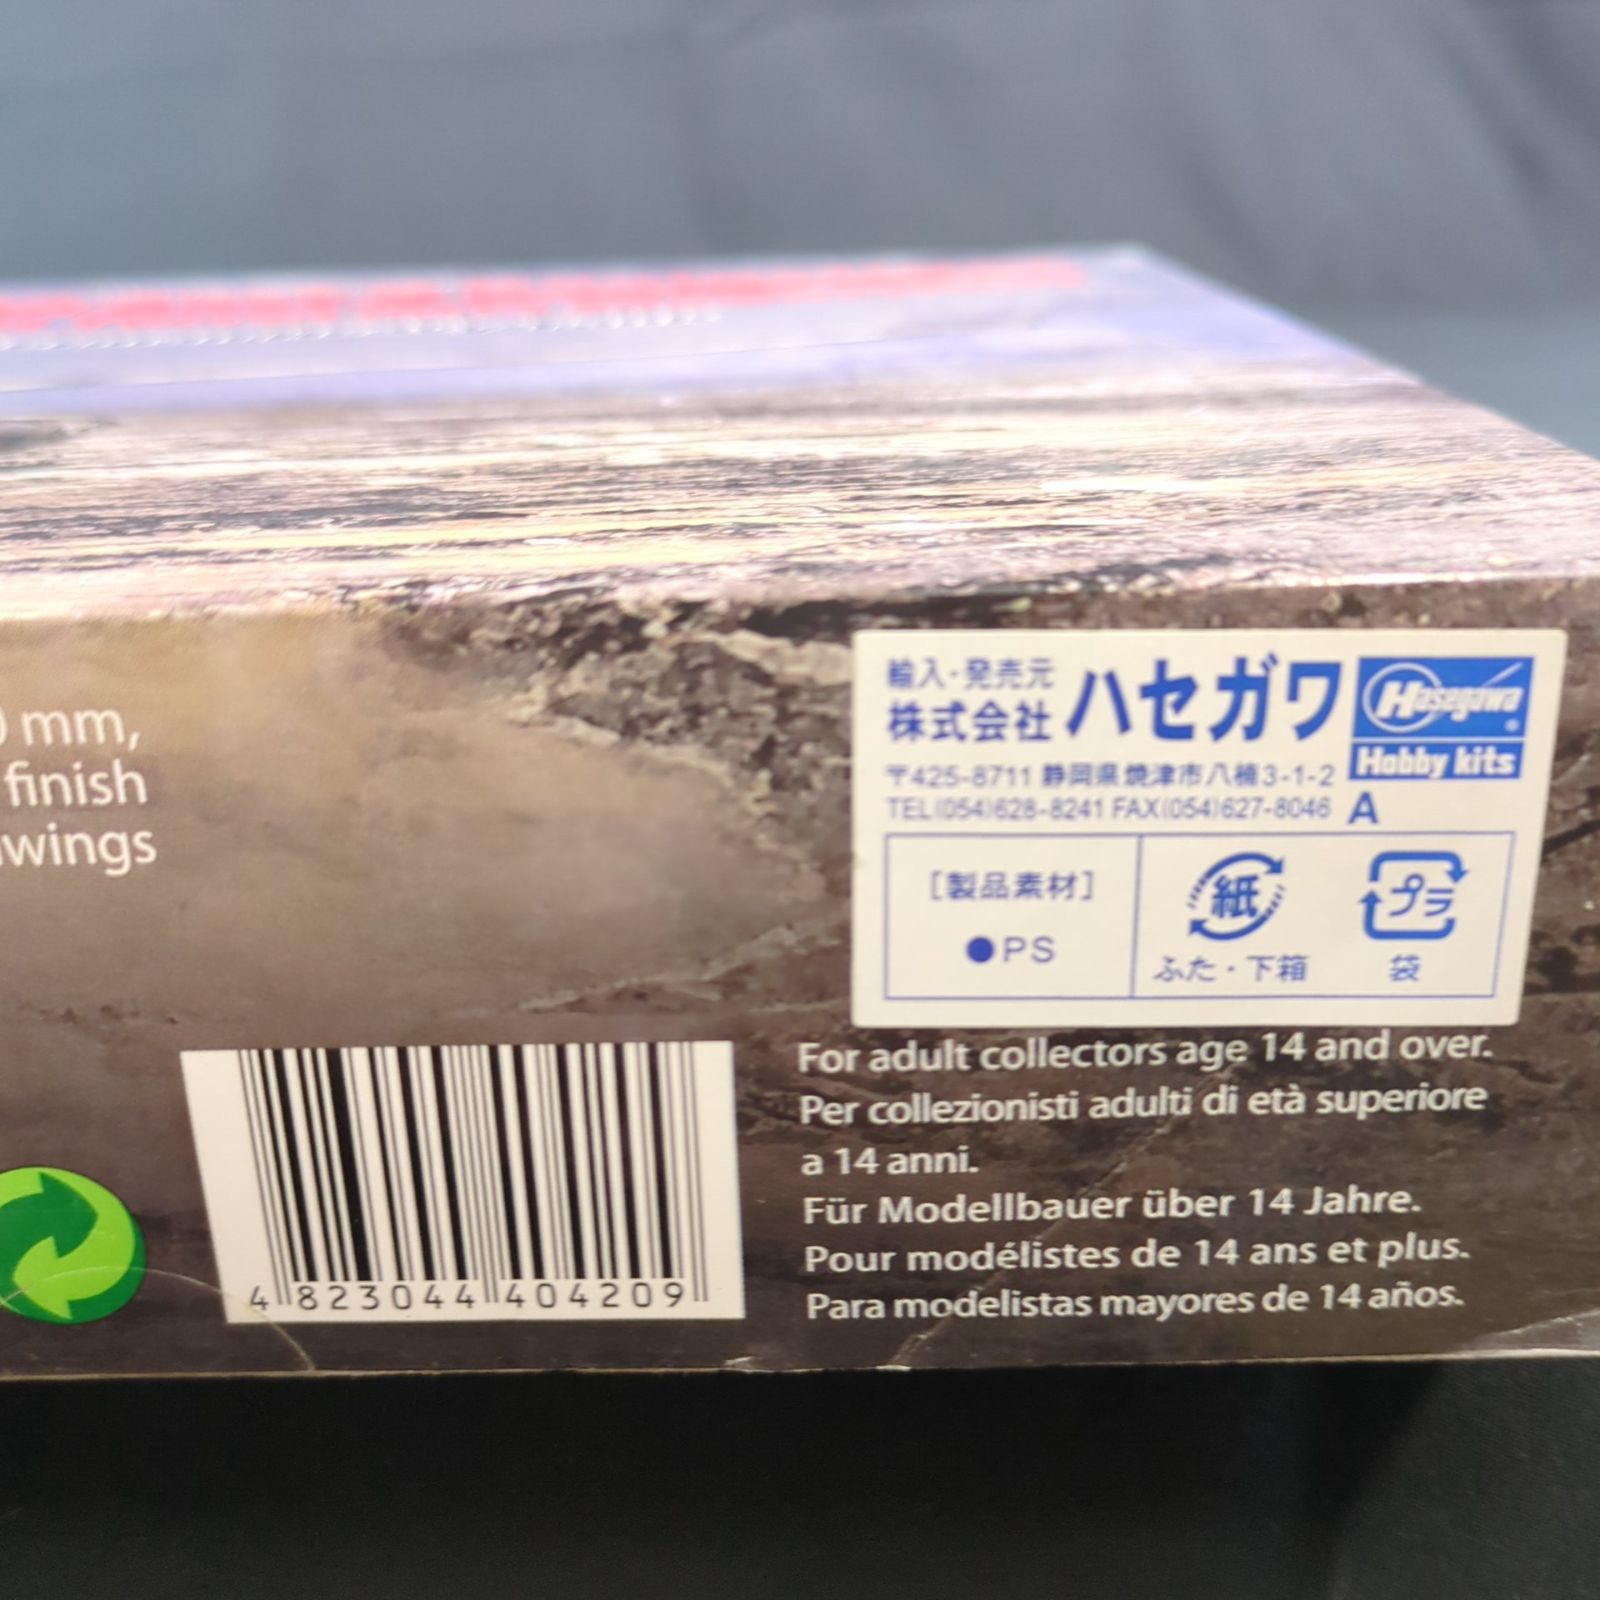 mm,
finish
輸入・発売元
株式会社 ハセガワ
Hasegawa
Hobby kits
〒425-8711 静岡県焼津市八楠3-1-2
TEL(054)628-8241 FAX(054)627-8046 A
[製品素材]
●PS
紙
ふた・下箱
プラ
袋
For adult collectors age 14 and over.
Per collezionisti adulti di età superiore
a 14 anni.
Für Modellbauer über 14 Jahre.
Pour modélistes de 14 ans et plus.
Para modelistas mayores de 14 años.
4 823044 404209